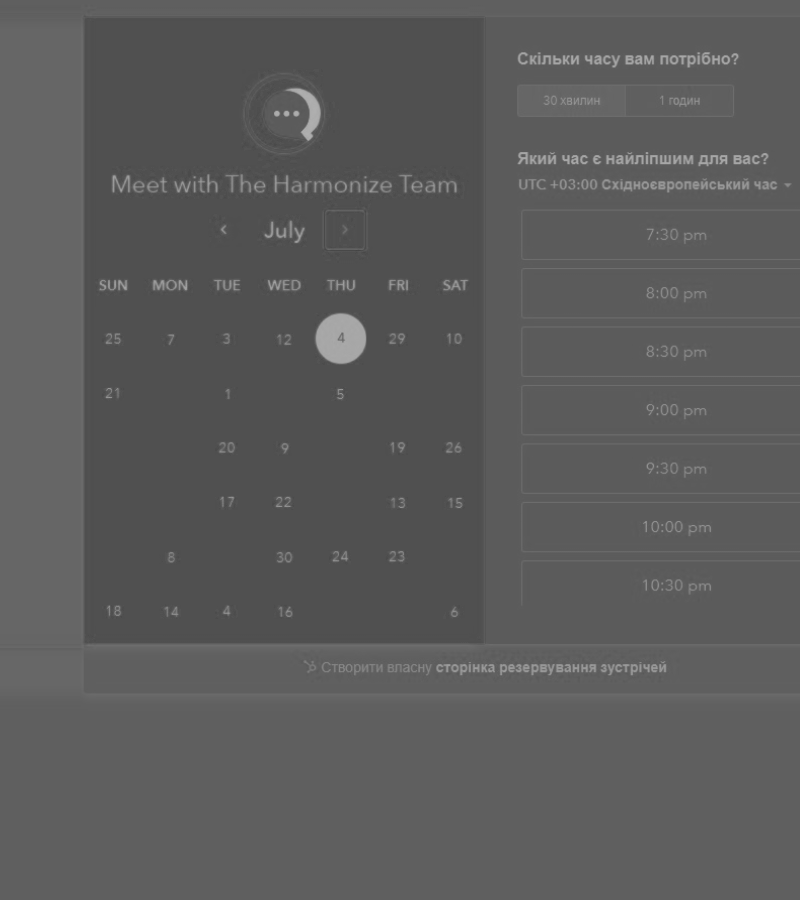 Meet with The Harmonize Team
July
SUN MON TUE WED THU FRI SAT
25 7 3 12 4 29 10
21 1 5
20 9 19 26
17 22 13 15
8 30 24 23
18 14 4 16 6
Скільки часу вам потрібно?
30 хвилин 1 годин
Який час є найліпшим для вас?
UTC +03:00 Східноєвропейський час
7:30 pm
8:00 pm
8:30 pm
9:00 pm
9:30 pm
10:00 pm
10:30 pm
Створити власну сторінка резервування зустрічей